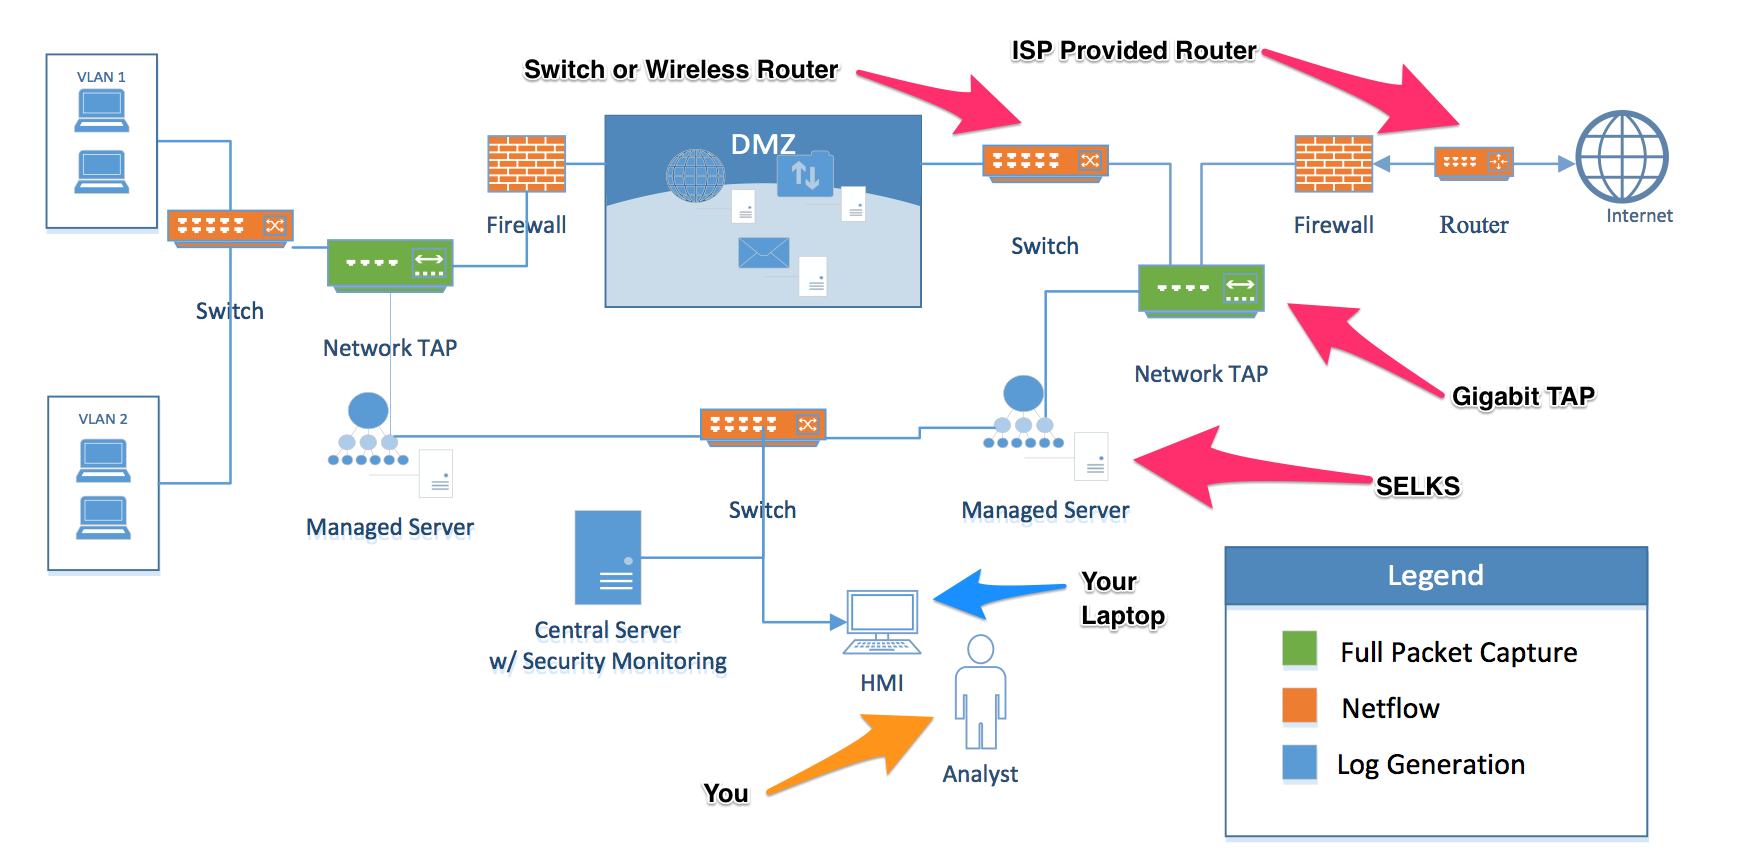 ISP Provided Router
Switch or Wireless Router
VLAN 1
DMZ
Firewall
Switch
Firewall
Router
Internet
Switch
Network TAP
Network TAP
Gigabit TAP
VLAN 2
SELKS
Managed Server
Switch
Managed Server
Central Server
w/ Security Monitoring
Your
Laptop
HMI
Analyst
You
Legend
Full Packet Capture
Netflow
Log Generation